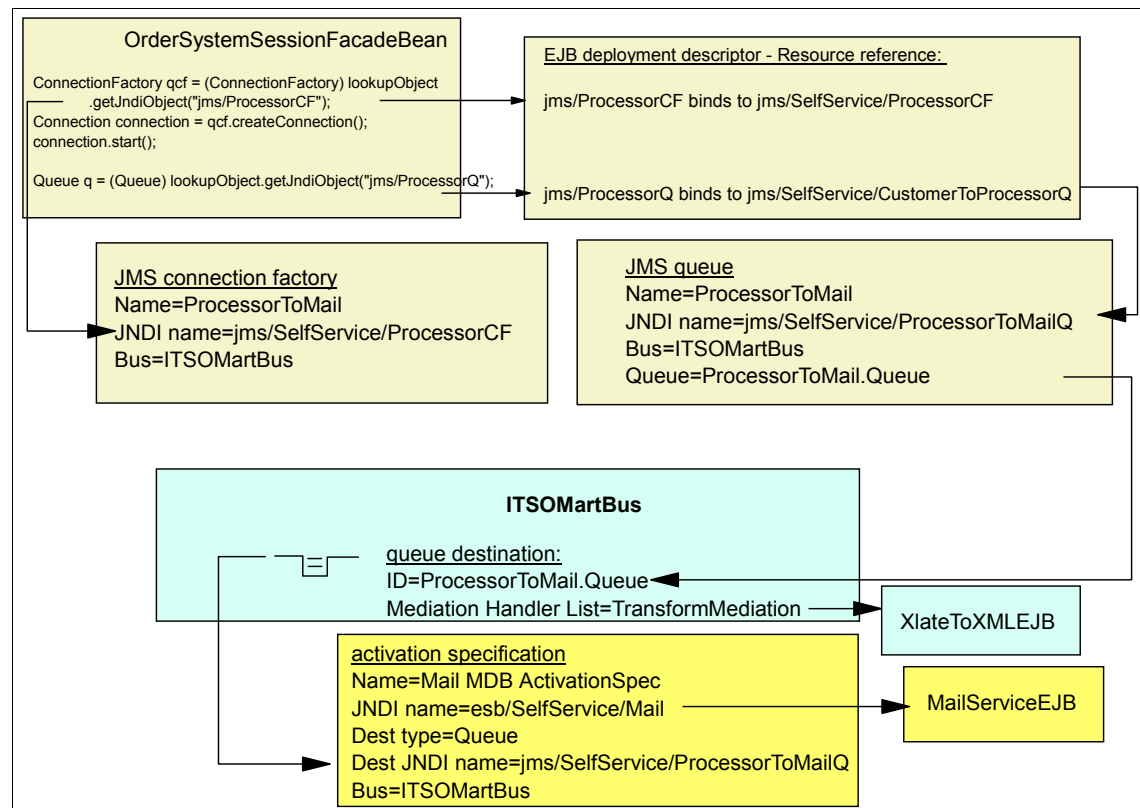 OrderSystemSessionFacadeBean
ConnectionFactory qcf = (ConnectionFactory) lookupObject
.getJndiObject("jms/ProcessorCF");
Connection connection = qcf.createConnection();
connection.start();
Queue q = (Queue) lookupObject.getJndiObject("jms/ProcessorQ");
EJB deployment descriptor - Resource reference:
jms/ProcessorCF binds to jms/SelfService/ProcessorCF
jms/ProcessorQ binds to jms/SelfService/CustomerToProcessorQ
JMS connection factory
Name=ProcessorToMail
JNDI name=jms/SelfService/ProcessorCF
Bus=ITSOMartBus
JMS queue
Name=ProcessorToMail
JNDI name=jms/SelfService/ProcessorToMailQ
Bus=ITSOMartBus
Queue=ProcessorToMail.Queue
ITSOMartBus
queue destination:
ID=ProcessorToMail.Queue
Mediation Handler List=TransformMediation
XlateToXMLEJB
activation specification
Name=Mail MDB ActivationSpec
JNDI name=esb/SelfService/Mail
Dest type=Queue
Dest JNDI name=jms/SelfService/ProcessorToMailQ
Bus=ITSOMartBus
MailServiceEJB